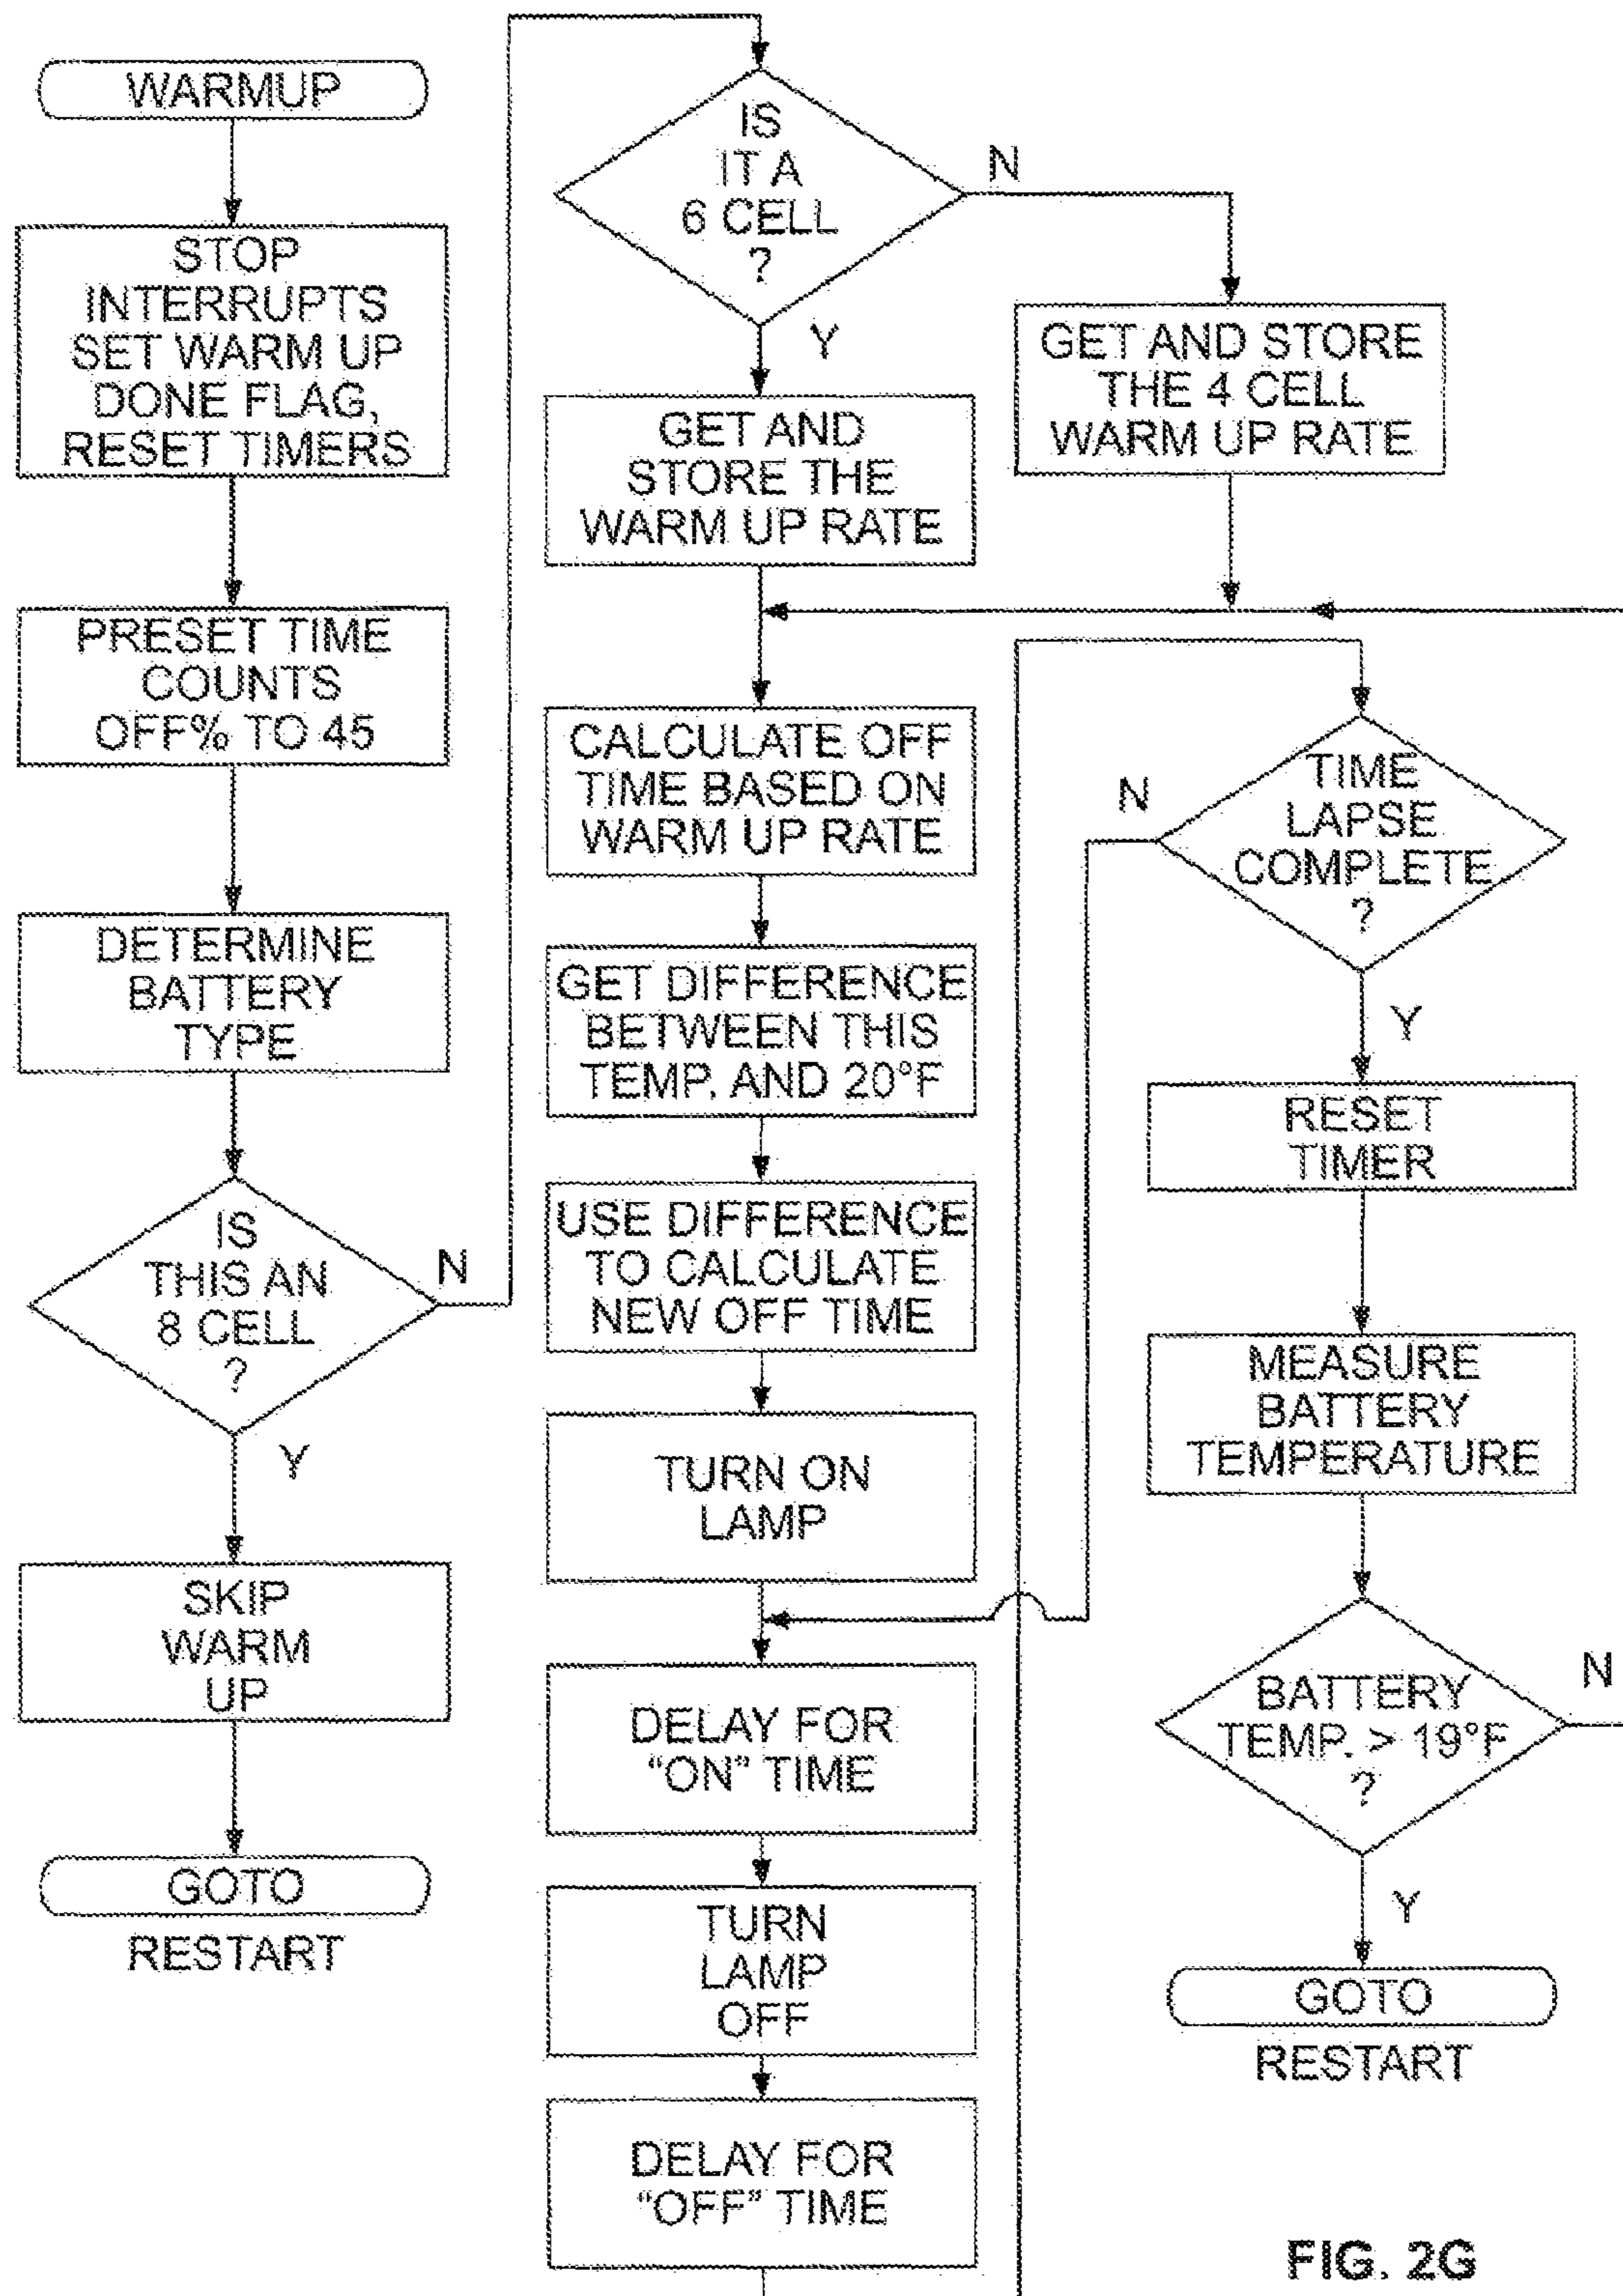 WARMUP
STOP
INTERRUPTS
SET WARM UP
DONE FLAG,
RESET TIMERS
PRESET TIME
COUNTS
OFF% TO 45
DETERMINE
BATTERY
TYPE
IS
THIS AN
8 CELL
?
N
Y
SKIP
WARM
UP
GOTO
RESTART
IS
IT A
6 CELL
?
N
Y
GET AND
STORE THE
WARM UP RATE
GET AND STORE
THE 4 CELL
WARM UP RATE
CALCULATE OFF
TIME BASED ON
WARM UP RATE
GET DIFFERENCE
BETWEEN THIS
TEMP. AND 20°F
USE DIFFERENCE
TO CALCULATE
NEW OFF TIME
TURN ON
LAMP
DELAY FOR
“ON” TIME
TURN
LAMP
OFF
DELAY FOR
“OFF” TIME
TIME
LAPSE
COMPLETE
?
N
Y
RESET
TIMER
MEASURE
BATTERY
TEMPERATURE
BATTERY
TEMP. > 19°F
?
N
Y
GOTO
RESTART
FIG. 2G